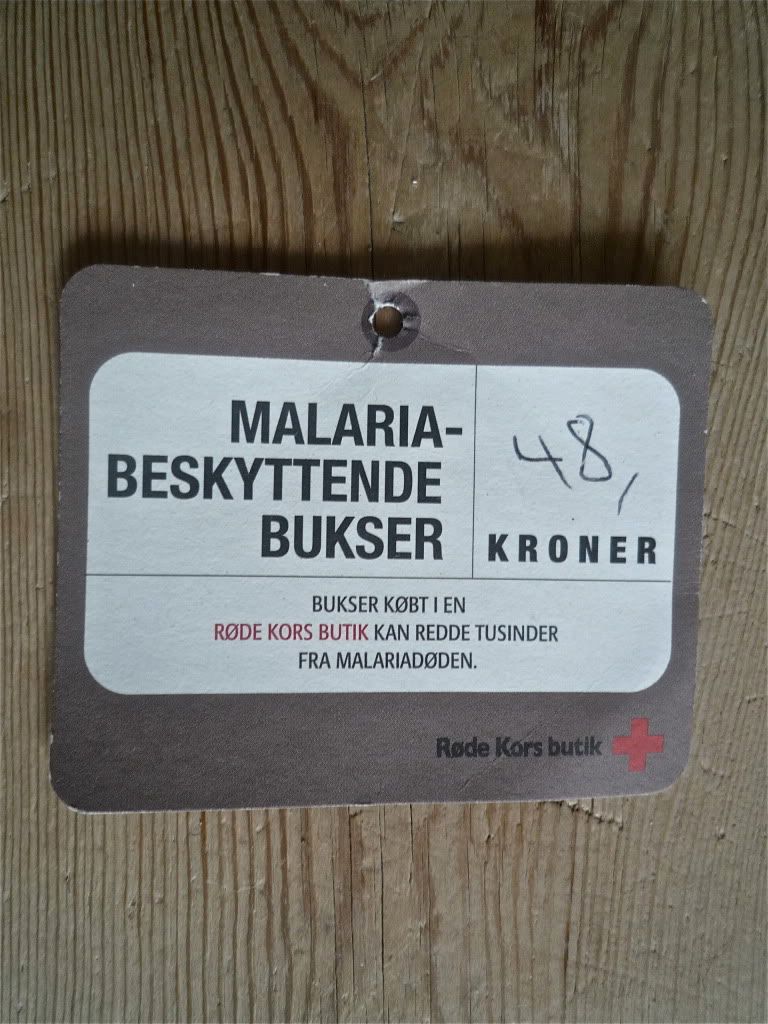 MALARIA-
BESKYTTENDE
BUKSER
48,
KRONER
BUKSER KØBT I EN
RØDE KORS BUTIK KAN REDDE TUSINDER
FRA MALARIADØDEN.
Røde Kors butik